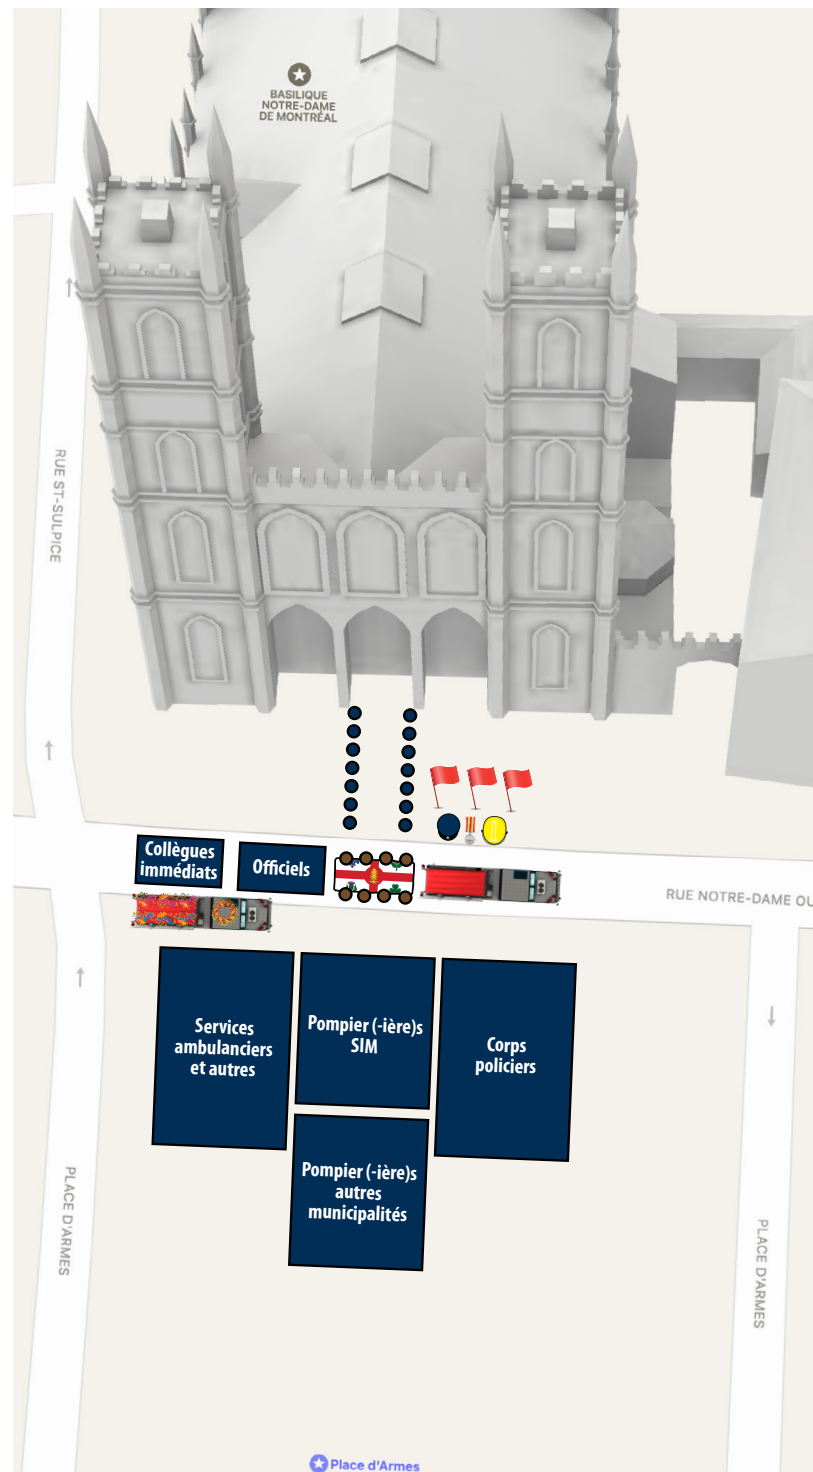 BASILIQUE
NOTRE-DAME
DE MONTRÉAL
RUE ST-SULPICE
Collègues
immédiats
Officiels
RUE NOTRE-DAME OU
Services
ambulanciers
et autres
Pompier (-ière)s
SIM
Corps
policiers
Pompier (-ière)s
autres
municipalités
PLACE D'ARMES
PLACE D'ARMES
Place d'Armes